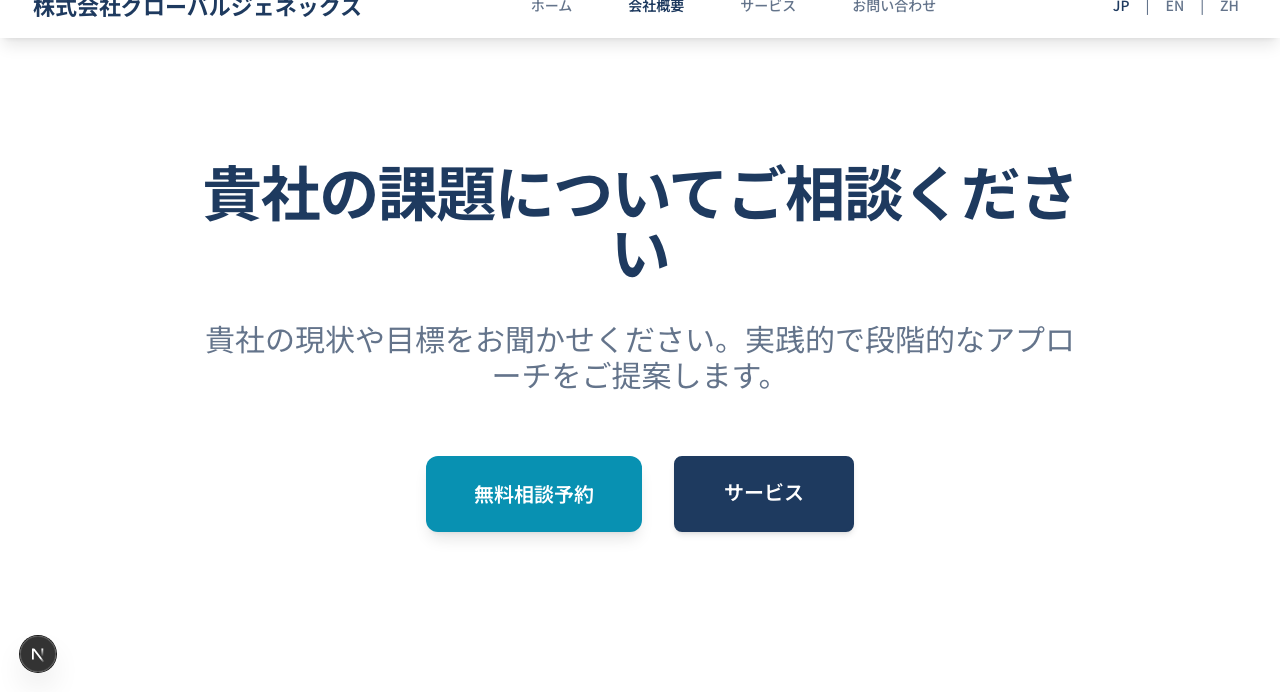 株式会社グローバルジェネックス
ホーム 会社概要 サービス お問い合わせ
JP | EN | ZH
貴社の課題についてご相談くださ
い
貴社の現状や目標をお聞かせください。実践的で段階的なアプロ
ーチをご提案します。
無料相談予約
サービス
N